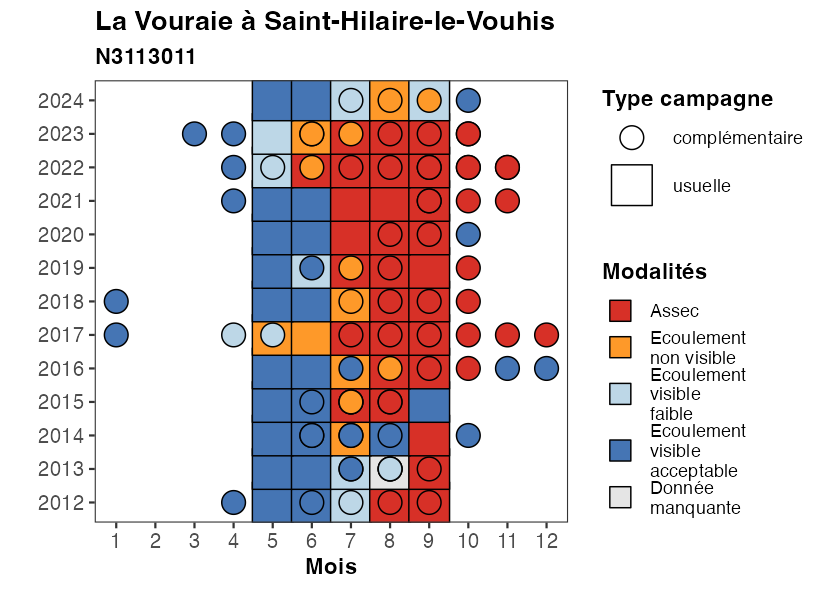 La Vouraie à Saint-Hilaire-le-Vouhis
N3113011
2024
2023
2022
2021
2020
2019
2018
2017
2016
2015
2014
2013
2012
1 2 3 4 5 6 7 8 9 10 11 12
Mois
Type campagne
complémentaire
usuelle
Modalités
Assec
Ecoulement
non visible
Ecoulement
visible
faible
Ecoulement
visible
acceptable
Donnée
manquante